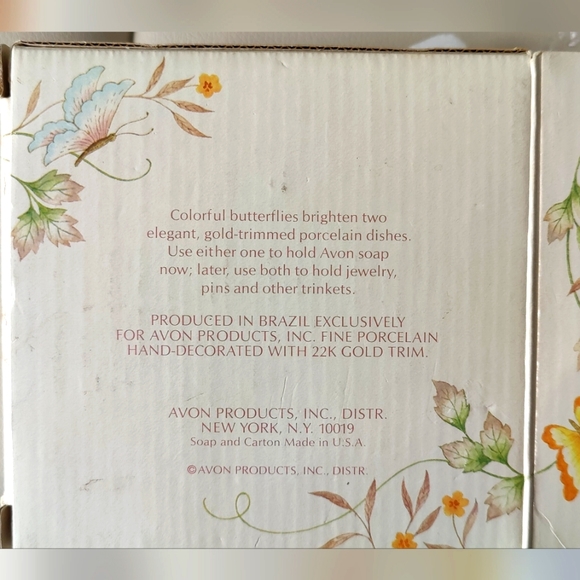 Colorful butterflies brighten two
elegant, gold-trimmed porcelain dishes.
Use either one to hold Avon soap
now; later, use both to hold jewelry,
pins and other trinkets.
PRODUCED IN BRAZIL EXCLUSIVELY
FOR AVON PRODUCTS, INC. FINE PORCELAIN
HAND-DECORATED WITH 22K GOLD TRIM.
AVON PRODUCTS, INC., DISTR.
NEW YORK, N.Y. 10019
Soap and Carton Made in U.S.A.
©AVON PRODUCTS, INC., DISTR.